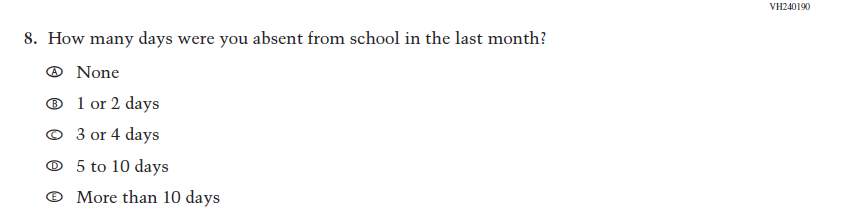 VH240190
8. How many days were you absent from school in the last month?
Ⓐ None
Ⓑ 1 or 2 days
Ⓒ 3 or 4 days
Ⓓ 5 to 10 days
Ⓔ More than 10 days